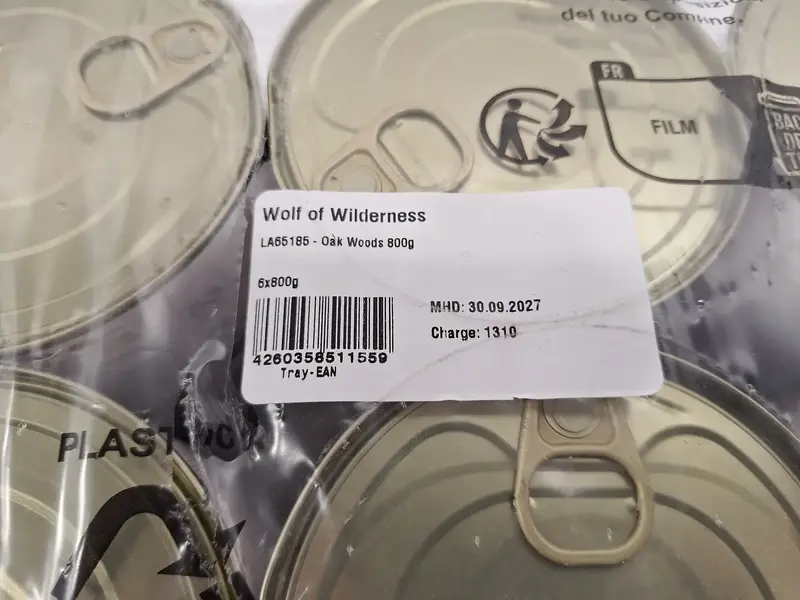 del tuo Comune.
FR
FILM
Wolf of Wilderness
LA65185 - Oak Woods 800g
6x800g
MHD: 30.09.2027
Charge: 1310
4260358511559
Tray-EAN